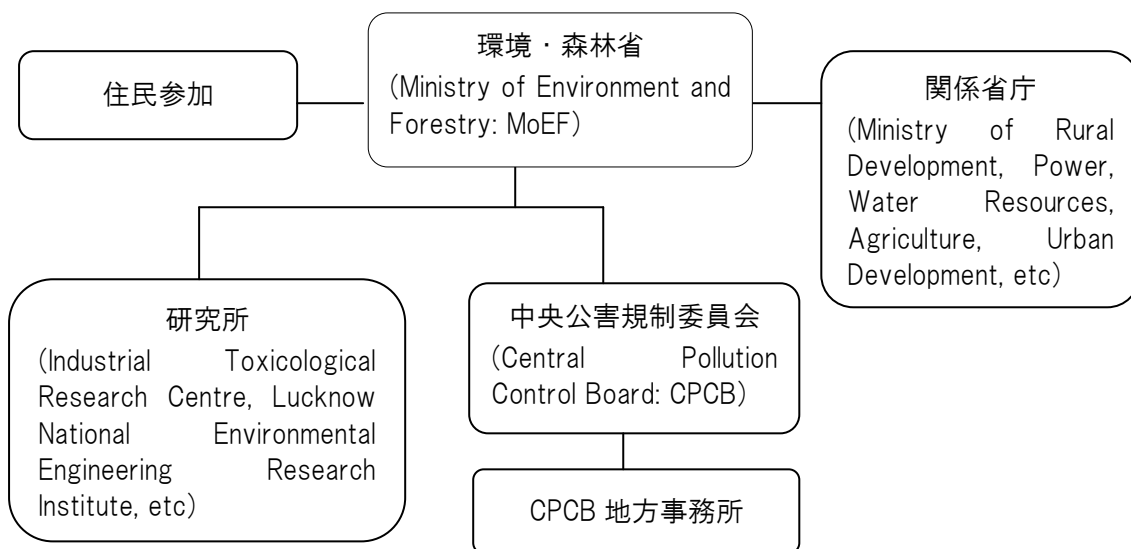 住民参加
環境・森林省
(Ministry of Environment and
Forestry: MoEF)
関係省庁
(Ministry of Rural
Development, Power,
Water Resources,
Agriculture, Urban
Development, etc)
研究所
(Industrial Toxicological
Research Centre, Lucknow
National Environmental
Engineering Research
Institute, etc)
中央公害規制委員会
(Central Pollution
Control Board: CPCB)
CPCB 地方事務所